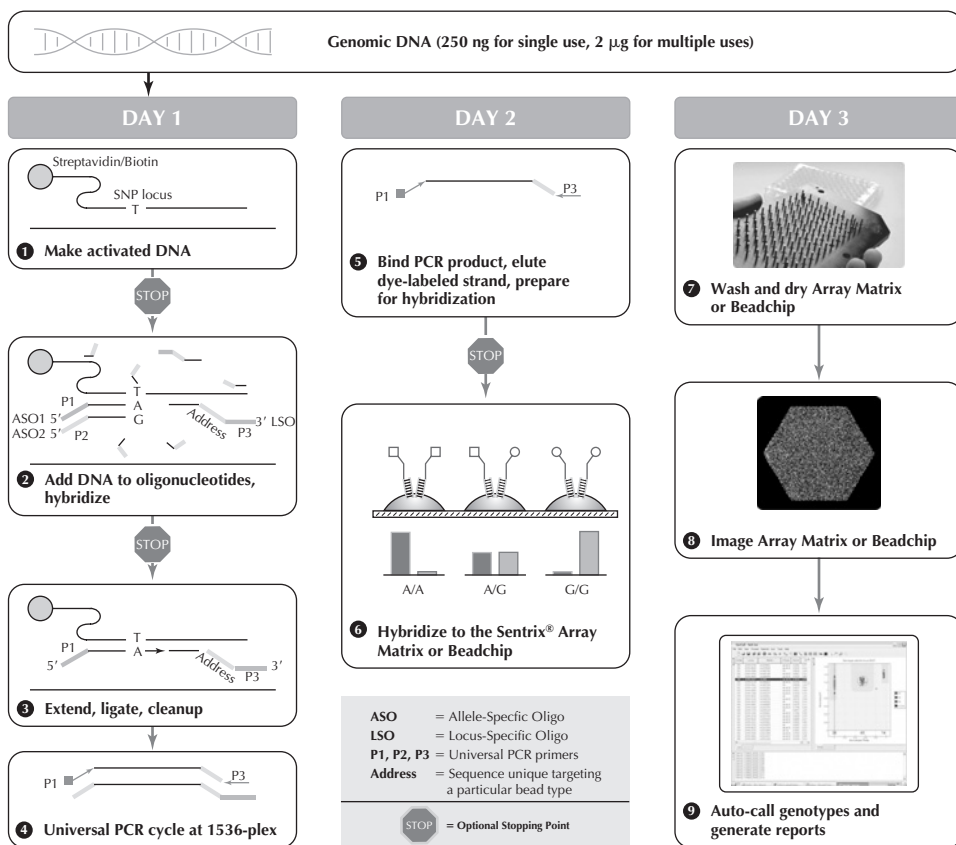 Genomic DNA (250 ng for single use, 2 μg for multiple uses)
DAY 1
Streptavidin/Biotin
SNP locus
T
1 Make activated DNA
STOP
T
P1
A
ASO1 5′
G
Address
3′ LSO
ASO2 5′
P2
P3
2 Add DNA to oligonucleotides,
hybridize
STOP
T
P1
A
5′
Address
3′
P3
3 Extend, ligate, cleanup
P1
P3
4 Universal PCR cycle at 1536-plex
DAY 2
P1
P3
5 Bind PCR product, elute
dye-labeled strand, prepare
for hybridization
STOP
A/A A/G G/G
6 Hybridize to the Sentrix® Array
Matrix or Beadchip
ASO = Allele-Specfic Oligo
LSO = Locus-Specific Oligo
P1, P2, P3 = Universal PCR primers
Address = Sequence unique targeting
a particular bead type
STOP = Optional Stopping Point
DAY 3
7 Wash and dry Array Matrix
or Beadchip
8 Image Array Matrix or Beadchip
9 Auto-call genotypes and
generate reports